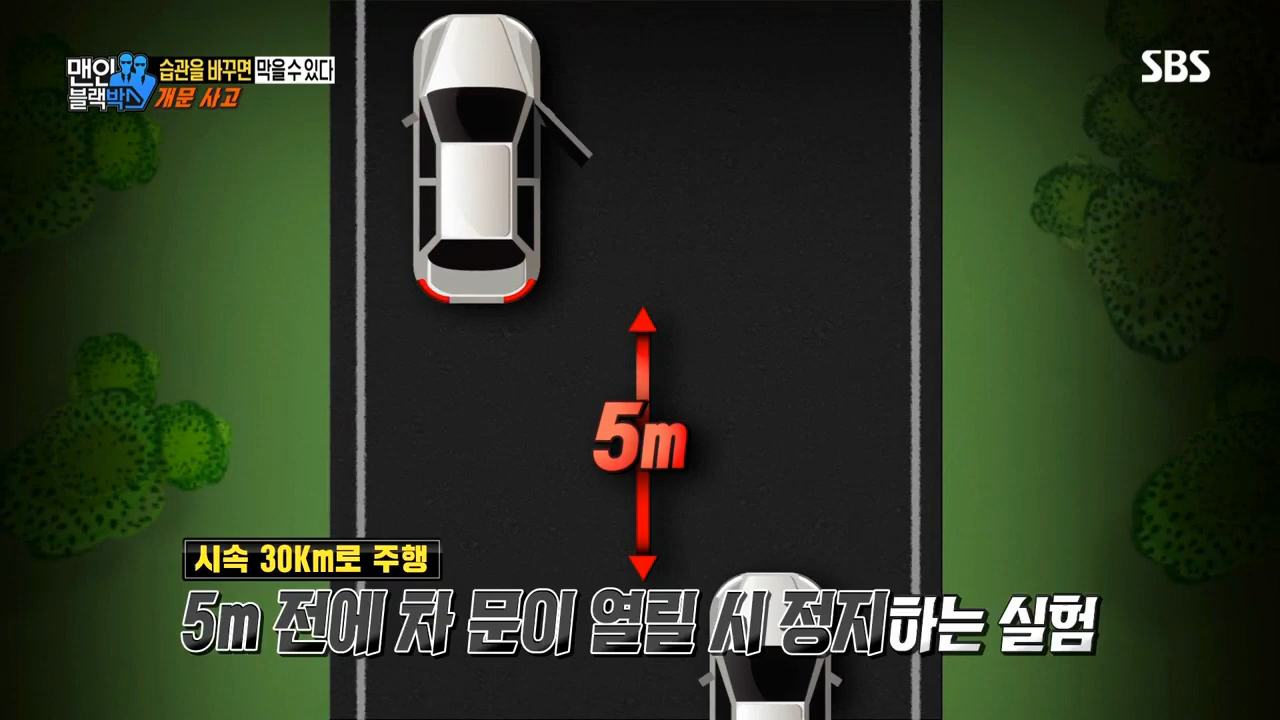 맨인블랙박스
습관을 바꾸면 막을 수 있다
개문 사고
SBS
5m
시속 30Km로 주행
5m 전에 차 문이 열릴 시 정지하는 실험